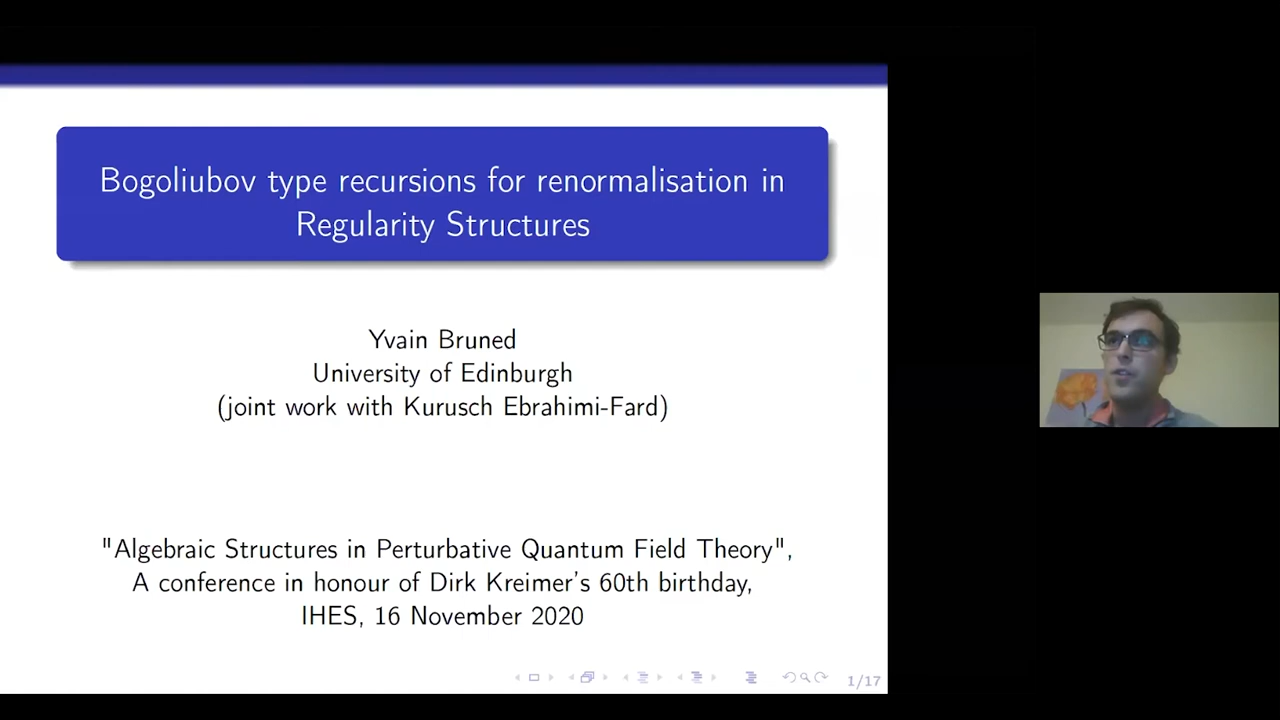 Bogoliubov type recursions for renormalisation in
Regularity Structures
Yvain Bruned
University of Edinburgh
(joint work with Kurusch Ebrahimi-Fard)
"Algebraic Structures in Perturbative Quantum Field Theory",
A conference in honour of Dirk Kreimer's 60th birthday,
IHES, 16 November 2020
1/17